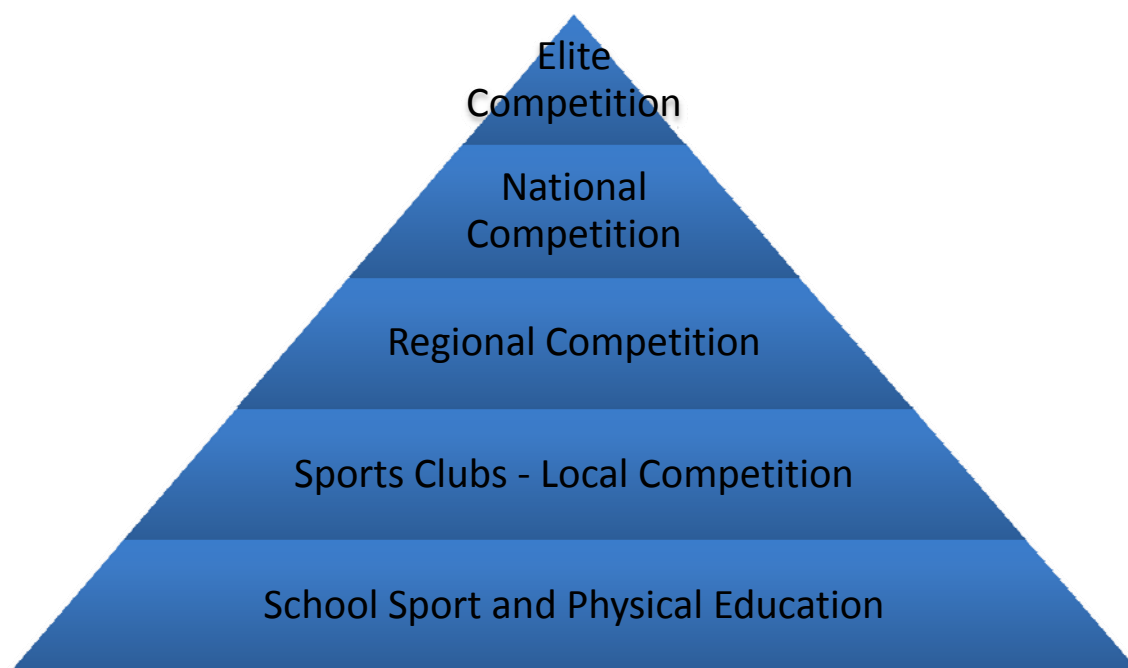 Elite
Competition
National
Competition
Regional Competition
Sports Clubs - Local Competition
School Sport and Physical Education